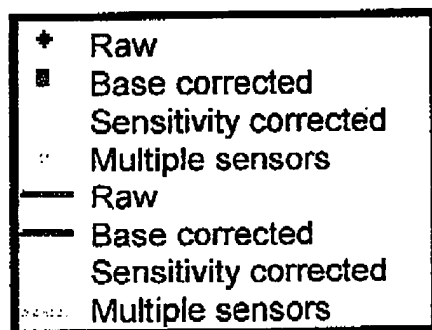 Raw
Base corrected
Sensitivity corrected
Multiple sensors
Raw
Base corrected
Sensitivity corrected
Multiple sensors